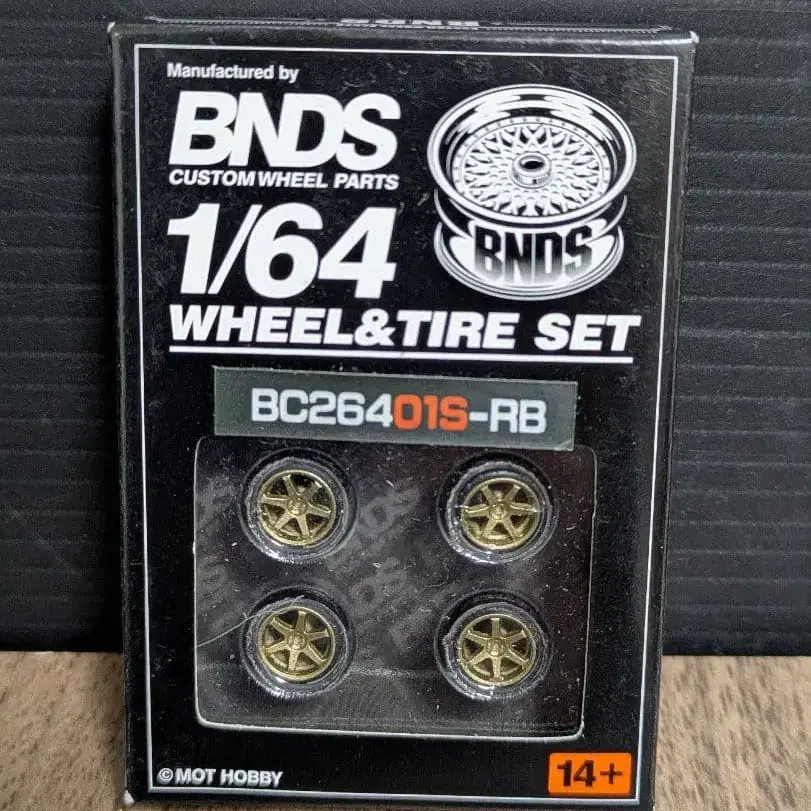 Manufactured by
BNDS
CUSTOM WHEEL PARTS
1/64
BNDS
WHEEL&TIRE SET
BC26401S-RB
©MOT HOBBY
14+